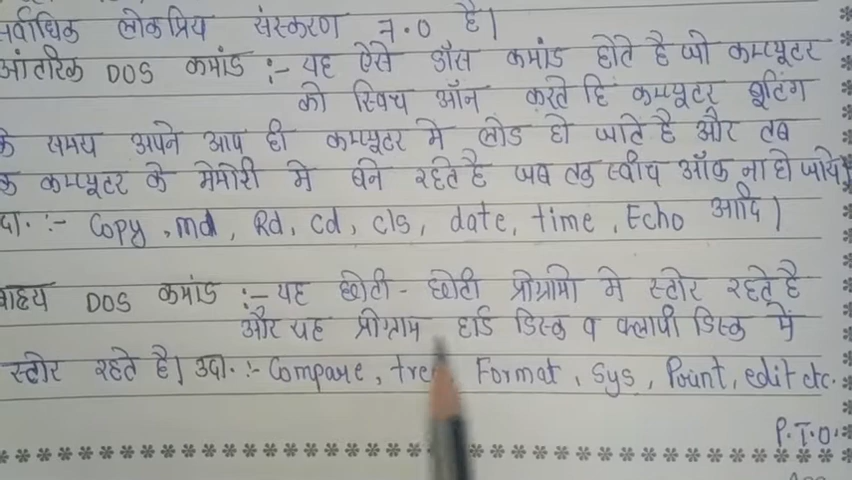 सर्वाधिक लोकप्रिय संस्करण 7.0 है।
आंतरिक DOS कमांड :- यह ऐसे डॉस कमांड होते है जो कम्प्यूटर
को स्विच ऑन करते हि कम्प्यूटर बूटिंग
के समय अपने आप ही कम्प्यूटर में लोड हो जाते है और तब
क कम्प्यूटर के मेमोरी में बने रहते है जब तक स्वीच ऑफ ना हो जाये।
उदा. :- Copy, md, Rd, cd, cls, date, time, Echo आदि।
बाह्य DOS कमांड :- यह छोटी - छोटी प्रोग्रामो में स्टोर रहते है
और यह प्रोग्राम हार्ड डिस्क व फ्लापी डिस्क में
स्टोर रहते है। उदा. :- Compare, tree, Format, Sys, Print, edit etc.
P.T.O.